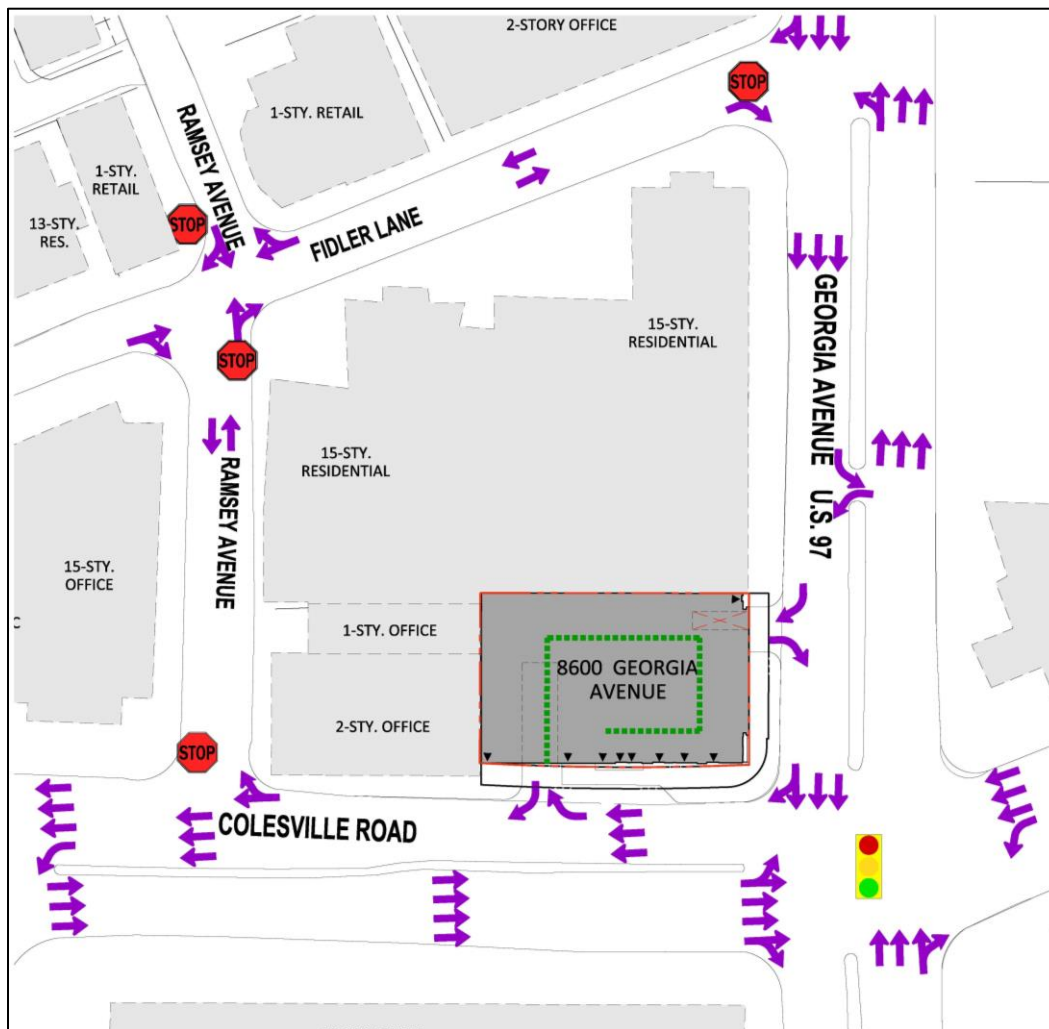 2-STORY OFFICE
STOP
RAMSEY AVENUE
1-STY. RETAIL
1-STY.
RETAIL
13-STY.
RES.
STOP
FIDLER LANE
GEORGIA AVENUE U.S. 97
15-STY.
RESIDENTIAL
STOP
15-STY.
RESIDENTIAL
RAMSEY AVENUE
15-STY.
OFFICE
C
1-STY. OFFICE
8600 GEORGIA
AVENUE
2-STY. OFFICE
STOP
COLESVILLE ROAD